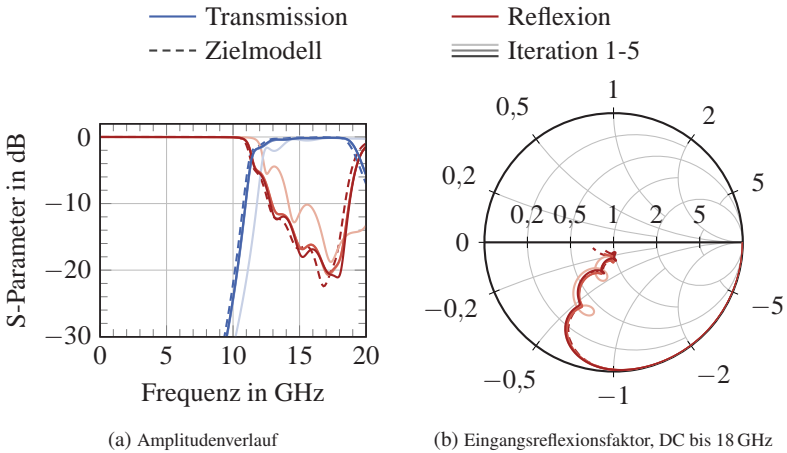 Transmission
Reflexion
Zielmodell
Iteration 1-5
S-Parameter in dB
0
−10
−20
−30
0 5 10 15 20
Frequenz in GHz
(a) Amplitudenverlauf
1
0,5 2
0,2 5
0,2 0,5 1 2 5
0
−0,2 −5
−0,5 −2
−1
(b) Eingangsreflexionsfaktor, DC bis 18 GHz